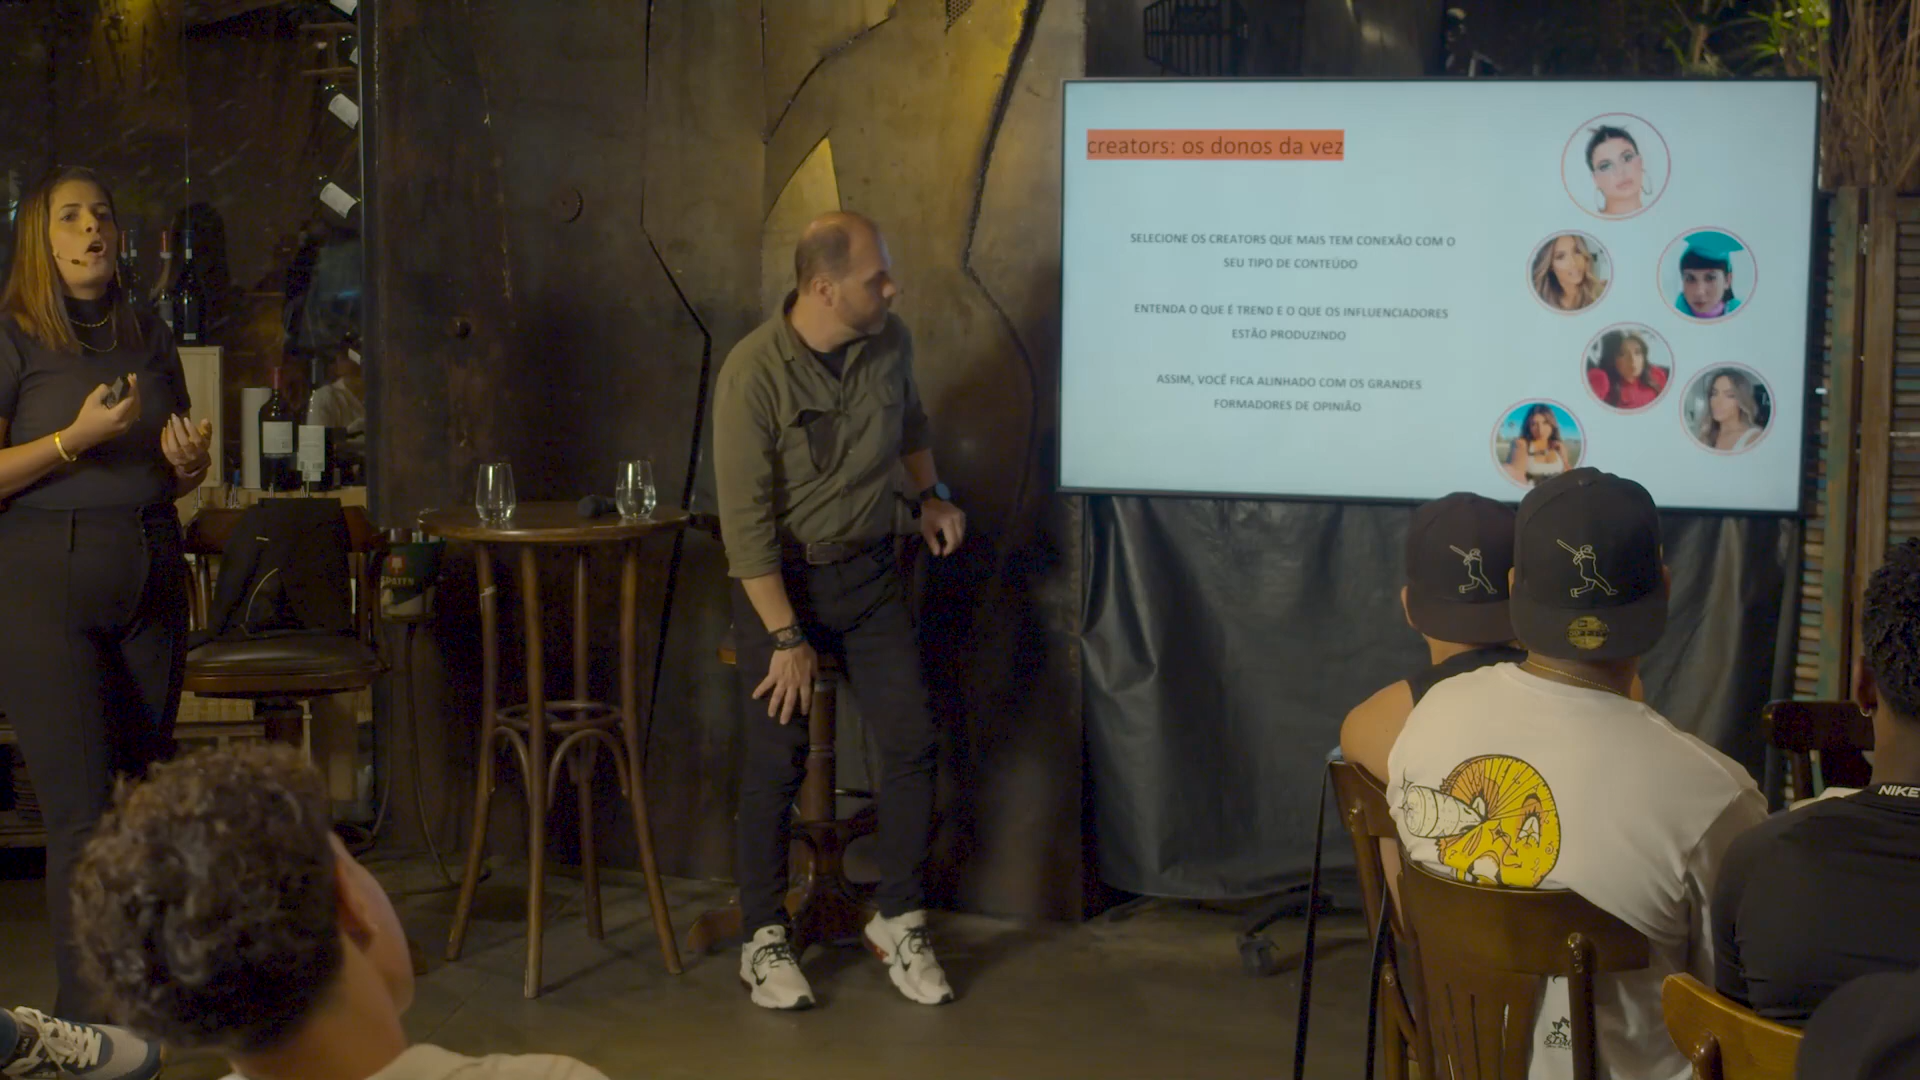 creators: os donos da vez
SELECIONE OS CREATORS QUE MAIS TEM CONEXÃO COM O
SEU TIPO DE CONTEÚDO
ENTENDA O QUE É TREND E O QUE OS INFLUENCIADORES
ESTÃO PRODUZINDO
ASSIM, VOCÊ FICA ALINHADO COM OS GRANDES
FORMADORES DE OPINIÃO
SPATEN
NIKE